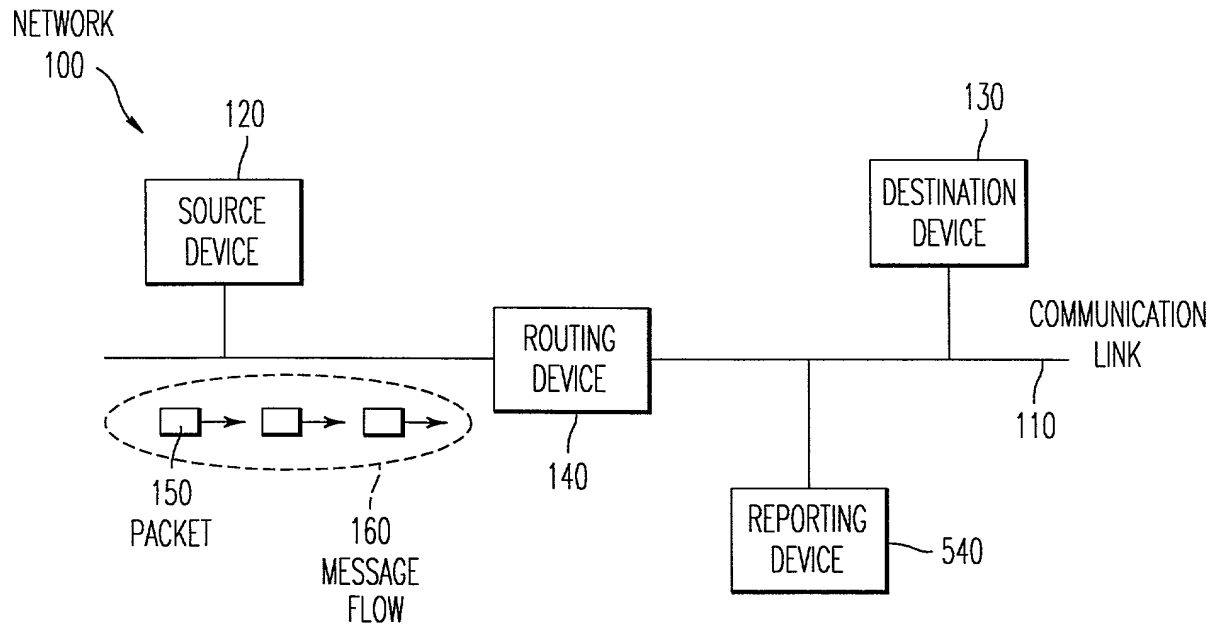 NETWORK
100
120
SOURCE
DEVICE
130
DESTINATION
DEVICE
ROUTING
DEVICE
140
COMMUNICATION
LINK
110
150
PACKET
160
MESSAGE
FLOW
REPORTING
DEVICE
540